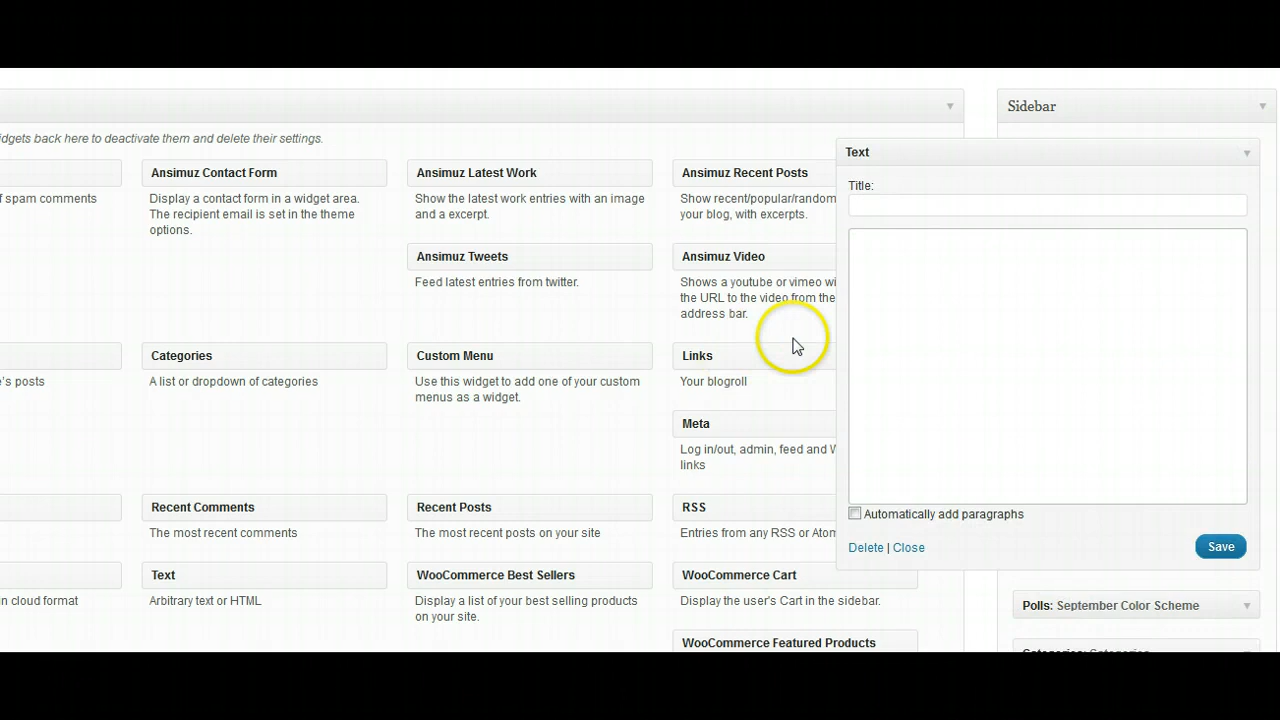 Sidebar
idgets back here to deactivate them and delete their settings.
Ansimuz Contact Form
Ansimuz Latest Work
Ansimuz Recent Posts
f spam comments
Display a contact form in a widget area.
The recipient email is set in the theme
options.
Show the latest work entries with an image
and a excerpt.
Show recent/popular/random
your blog, with excerpts.
Ansimuz Tweets
Ansimuz Video
Feed latest entries from twitter.
Shows a youtube or vimeo wi
the URL to the video from the
address bar.
Categories
Custom Menu
Links
e's posts
A list or dropdown of categories
Use this widget to add one of your custom
menus as a widget.
Your blogroll
Meta
Log in/out, admin, feed and W
links
Recent Comments
Recent Posts
RSS
The most recent comments
The most recent posts on your site
Entries from any RSS or Atom
Text
WooCommerce Best Sellers
WooCommerce Cart
n cloud format
Arbitrary text or HTML
Display a list of your best selling products
on your site.
Display the user's Cart in the sidebar.
WooCommerce Featured Products
Text
Title:
Automatically add paragraphs
Delete | Close
Save
Polls: September Color Scheme
Categories: Categories